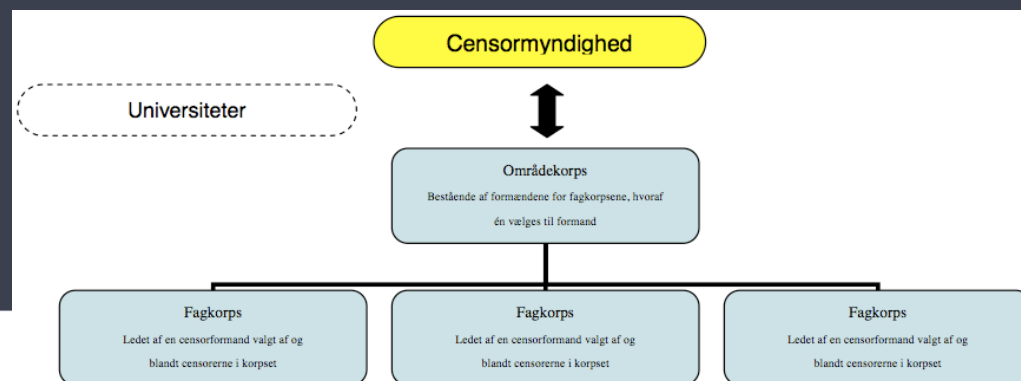 Censormyndighed
Universiteter
Områdekorps
Bestående af formændene for fagkorpsene, hvoraf
én vælges til formand
Fagkorps
Ledet af en censorformand valgt af og
blandt censorerne i korpset
Fagkorps
Ledet af en censorformand valgt af og
blandt censorerne i korpset
Fagkorps
Ledet af en censorformand valgt af og
blandt censorerne i korpset